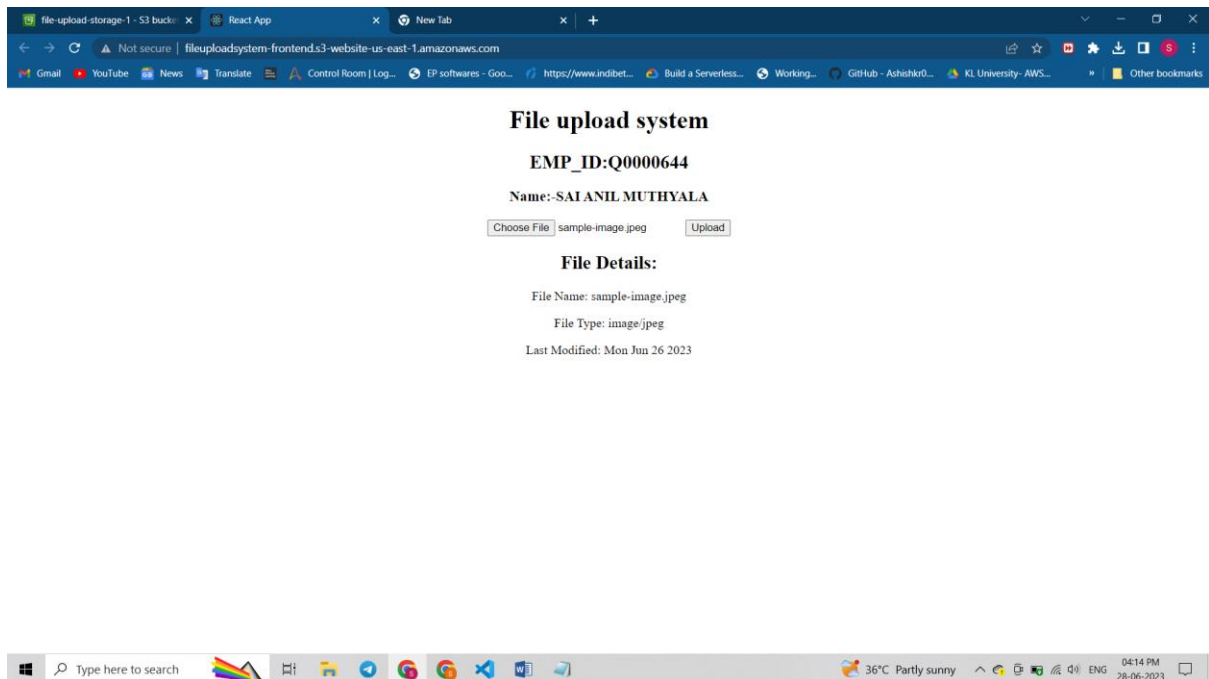 file-upload-storage-1 - S3 bucke React App New Tab
Not secure fileuploadsystem-frontend.s3-website-us-east-1.amazonaws.com
Gmail YouTube News Translate Control Room | Log... EP softwares - Goo... https://www.indibet... Build a Serverless... Working... GitHub - Ashishkr0... KL University- AWS... » Other bookmarks
File upload system
EMP_ID:Q0000644
Name:-SAI ANIL MUTHYALA
Choose File sample-image.jpeg Upload
File Details:
File Name: sample-image.jpeg
File Type: image/jpeg
Last Modified: Mon Jun 26 2023
Type here to search 36°C Partly sunny ENG 04:14 PM
28-06-2023